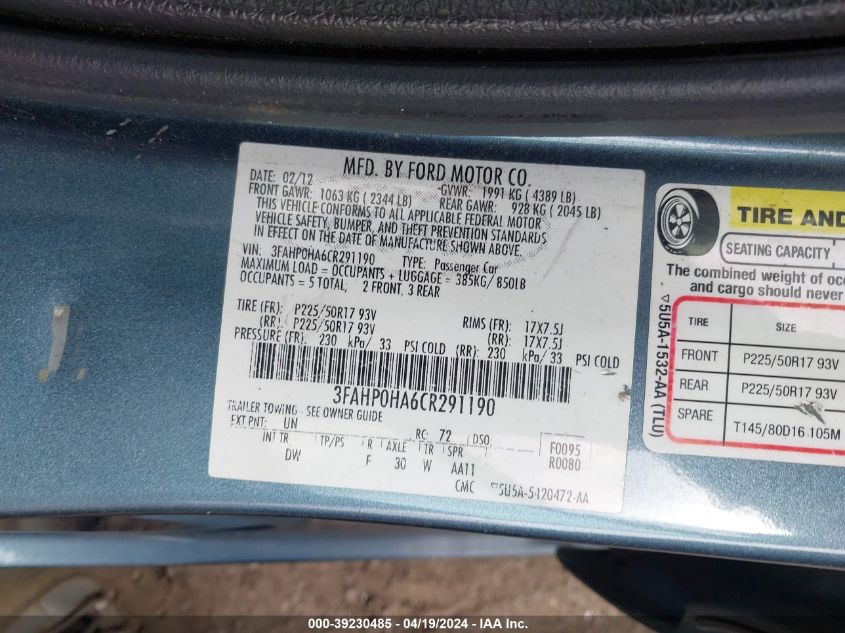 MFD. BY FORD MOTOR CO.
DATE: 02/12 GVWR: 1991 KG ( 4389 LB)
FRONT GAWR: 1063 KG ( 2344 LB) REAR GAWR: 928 KG ( 2045 LB)
THIS VEHICLE CONFORMS TO ALL APPLICABLE FEDERAL MOTOR
VEHICLE SAFETY, BUMPER, AND THEFT PREVENTION STANDARDS
IN EFFECT ON THE DATE OF MANUFACTURE SHOWN ABOVE
VIN: 3FAHP0HA6CR291190 TYPE: Passenger Car
MAXIMUM LOAD = OCCUPANTS + LUGGAGE = 385KG/850LB
OCCUPANTS = 5 TOTAL, 2 FRONT, 3 REAR
TIRE (FR): P225/50R17 93V RIMS (FR): 17X7.5J
(RR): P225/50R17 93V (RR): 17X7.5J
PRESSURE (FR): 230 kPa/ 33 PSI COLD (RR): 230 kPa/ 33 PSI COLD
3FAHP0HA6CR291190
TRAILER TOWING - SEE OWNER GUIDE
EXT PNT: UN RC: 72 DSO: F0095
INT TR TP/PS R AXLE TR SPR R0080
DW F 30 W AA11
CMC ▽5U5A-5420472-AA
TIRE AND
SEATING CAPACITY
The combined weight of oc
and cargo should never
▽5U5A-1532-AA (TLU)
TIRE SIZE
FRONT P225/50R17 93V
REAR P225/50R17 93V
SPARE T145/80D16 105M
000-39230485 - 04/19/2024 - IAA Inc.